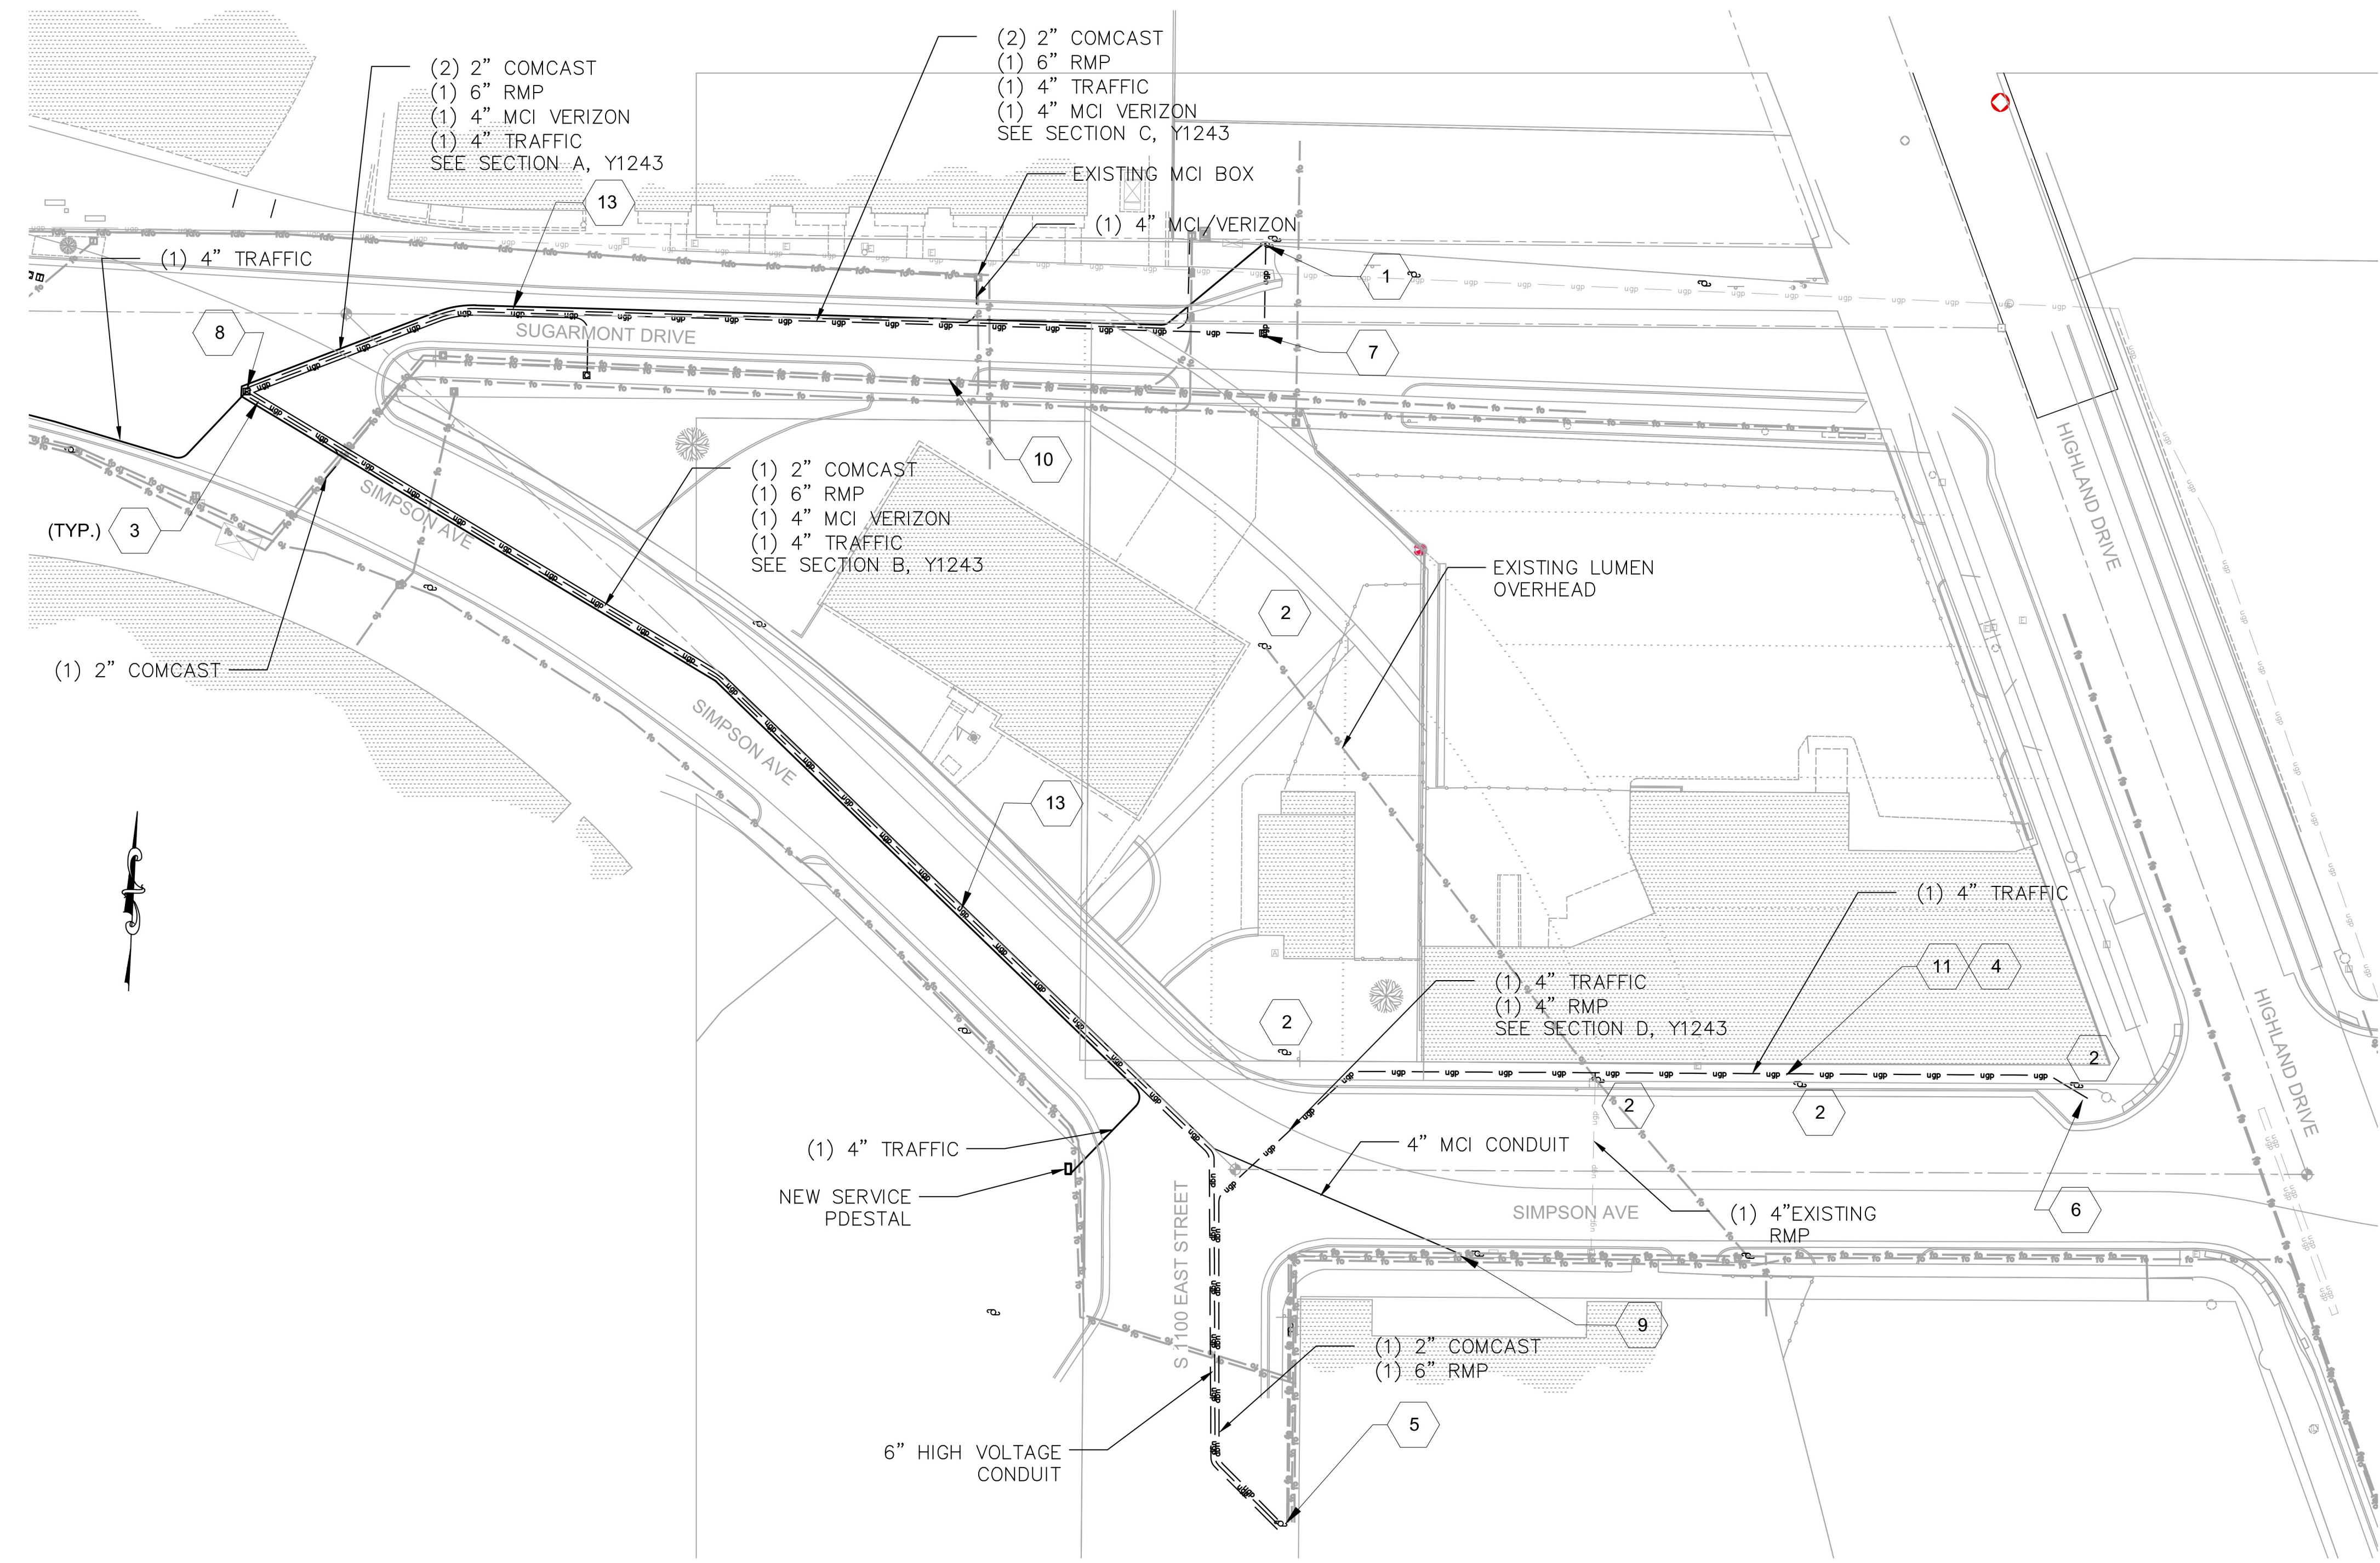 (2) 2” COMCAST
(1) 6” RMP
(1) 4” MCI VERIZON
(1) 4” TRAFFIC
SEE SECTION A, Y1243
(2) 2” COMCAST
(1) 6” RMP
(1) 4” TRAFFIC
(1) 4” MCI VERIZON
SEE SECTION C, Y1243
EXISTING MCI BOX
(1) 4” MCI/VERIZON
13
1
(1) 4” TRAFFIC
8
SUGARMONT DRIVE
7
10
HIGHLAND DRIVE
(TYP.)
3
SIMPSON AVE
(1) 2” COMCAST
(1) 6” RMP
(1) 4” MCI VERIZON
(1) 4” TRAFFIC
SEE SECTION B, Y1243
EXISTING LUMEN
OVERHEAD
2
(1) 2” COMCAST
SIMPSON AVE
13
(1) 4” TRAFFIC
11
4
(1) 4” TRAFFIC
(1) 4” RMP
SEE SECTION D, Y1243
2
2
HIGHLAND DRIVE
2
2
(1) 4” TRAFFIC
4” MCI CONDUIT
NEW SERVICE
PDESTAL
S 1100 EAST STREET
SIMPSON AVE
(1) 4”EXISTING
RMP
6
9
(1) 2” COMCAST
(1) 6” RMP
5
6” HIGH VOLTAGE
CONDUIT
ugp
fo
fdo